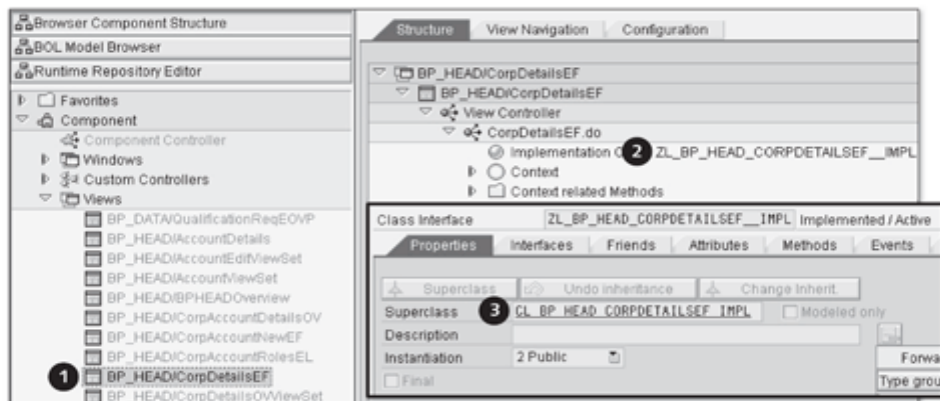 Browser Component Structure
BOL Model Browser
Runtime Repository Editor
Favorites
Component
Component Controller
Windows
Custom Controllers
Views
BP_DATA/QualificationReqEOVP
BP_HEAD/AccountDetails
BP_HEAD/AccountEditViewSet
BP_HEAD/AccountViewSet
BP_HEAD/BPHEADOverview
BP_HEAD/CorpAccountDetailsOV
BP_HEAD/CorpAccountNewEF
BP_HEAD/CorpAccountRolesEL
1 BP_HEAD/CorpDetailsEF
BP_HEAD/CorpDetailsOVViewSet
Structure View Navigation Configuration
BP_HEAD/CorpDetailsEF
BP_HEAD/CorpDetailsEF
View Controller
CorpDetailsEF.do
Implementation C 2 ZL_BP_HEAD_CORPDETAILSEF__IMPL
Context
Context related Methods
Class Interface ZL_BP_HEAD_CORPDETAILSEF__IMPL Implemented / Active
Properties Interfaces Friends Attributes Methods Events
Superclass Undo inheritance Change Inherit.
Superclass 3 CL_BP_HEAD_CORPDETAILSEF_IMPL Modeled only
Description
Instantiation 2 Public
Final
Forwa
Type grou